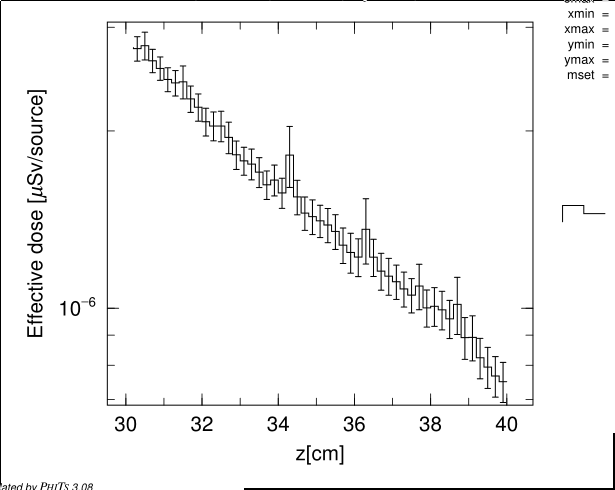 xmin =
xmax =
ymin =
ymax =
mset =
Effective dose [μSv/source]
10⁻⁶
30 32 34 36 38 40
z[cm]
ated by PHITS 3.08